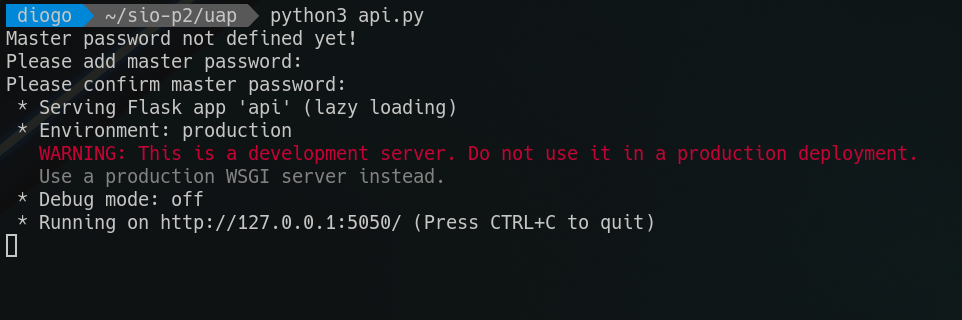 diogo ~/sio-p2/uap python3 api.py
Master password not defined yet!
Please add master password:
Please confirm master password:
* Serving Flask app 'api' (lazy loading)
* Environment: production
WARNING: This is a development server. Do not use it in a production deployment.
Use a production WSGI server instead.
* Debug mode: off
* Running on http://127.0.0.1:5050/ (Press CTRL+C to quit)